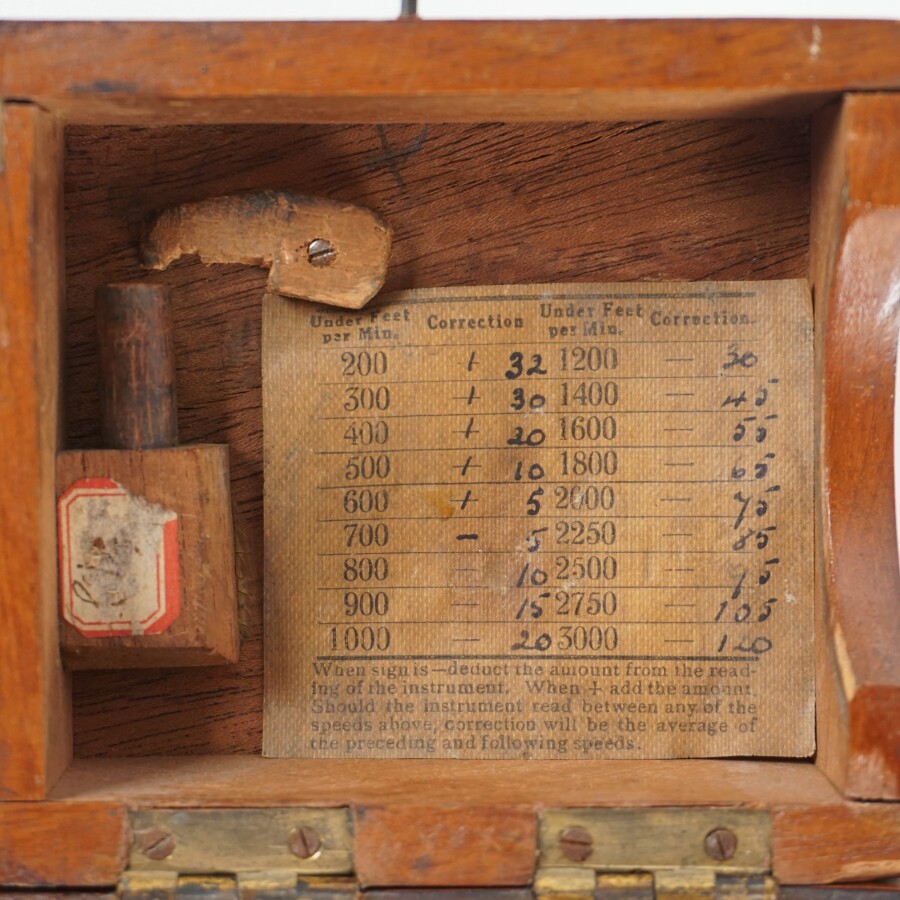 Under Feet per Min. Correction Under Feet per Min. Correction.
200 + 32 1200 — 30
300 + 30 1400 — 45
400 + 20 1600 — 55
500 + 10 1800 — 65
600 + 5 2000 — 75
700 — 5 2250 — 85
800 — 10 2500 — 95
900 — 15 2750 — 105
1000 — 20 3000 — 120
When sign is—deduct the amount from the read-
ing of the instrument. When + add the amount.
Should the instrument read between any of the
speeds above, correction will be the average of
the preceding and following speeds.